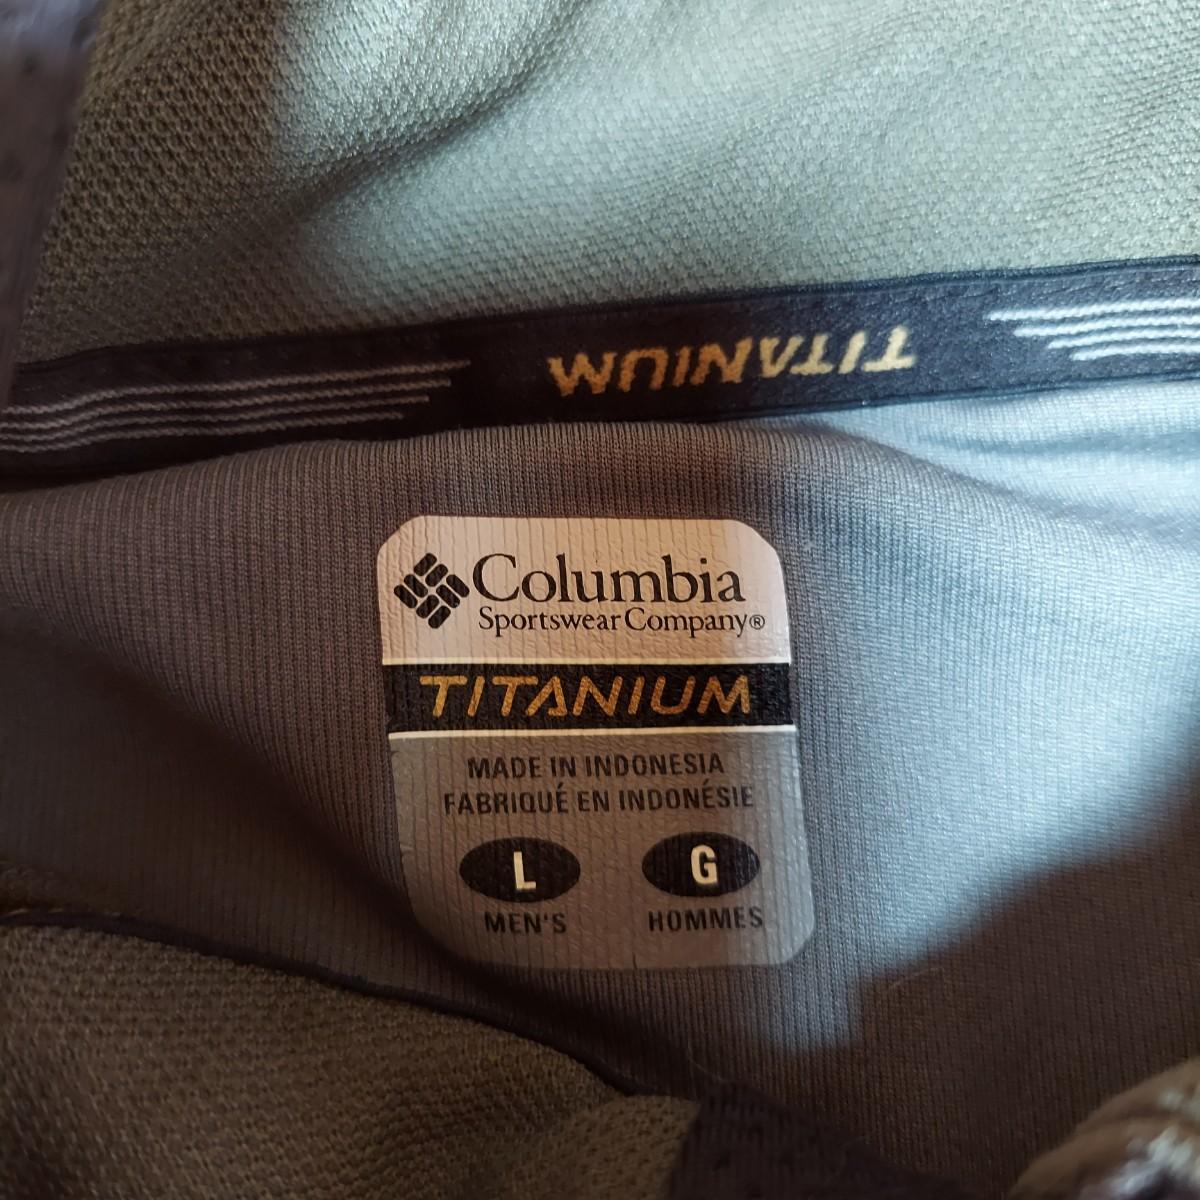 TITANIUM
Columbia
Sportswear Company®
TITANIUM
MADE IN INDONESIA
FABRIQUÉ EN INDONÉSIE
L G
MEN'S HOMMES